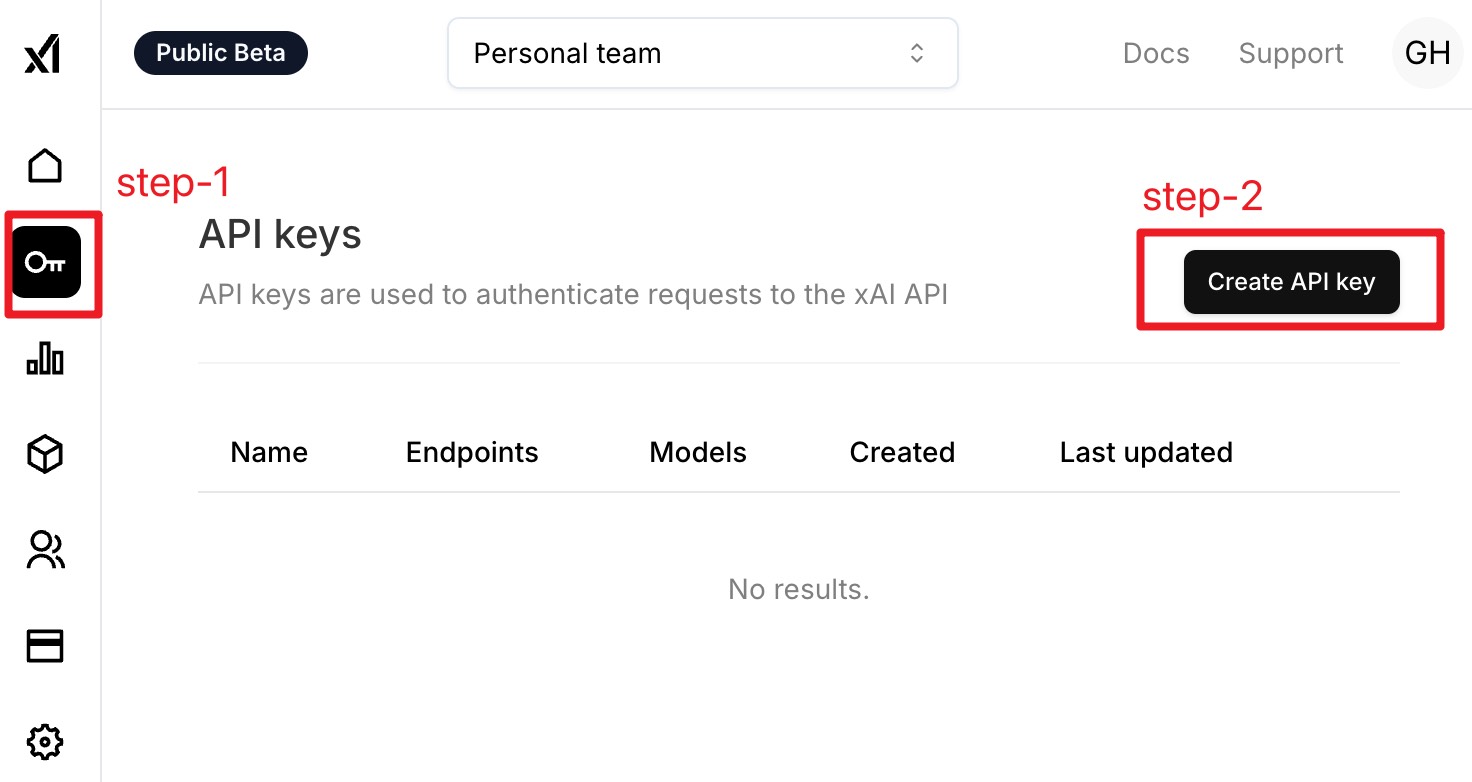 xI
Public Beta
Personal team
Docs
Support
GH
step-1
step-2
API keys
Create API key
API keys are used to authenticate requests to the xAI API
Name Endpoints Models Created Last updated
No results.